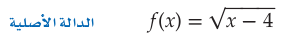 f(x) = √x − 4 الدالة الأصلية